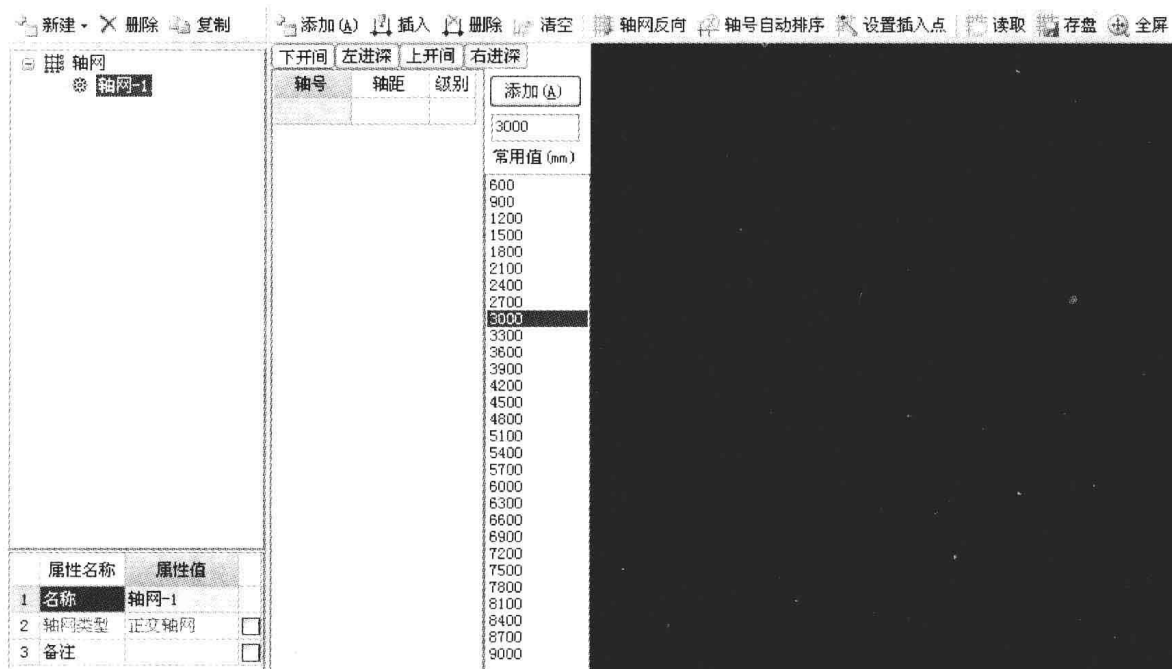 新建 删除 复制 添加(A) 插入 删除 清空 轴网反向 轴号自动排序 设置插入点 读取 存盘 全屏
轴网
轴网-1
下开间 左进深 上开间 右进深
轴号 轴距 级别
添加(A)
3000
常用值(mm)
600
900
1200
1500
1800
2100
2400
2700
3000
3300
3600
3900
4200
4500
4800
5100
5400
5700
6000
6300
6600
6900
7200
7500
7800
8100
8400
8700
9000
属性名称 属性值
1 名称 轴网-1
2 轴网类型 正交轴网
3 备注